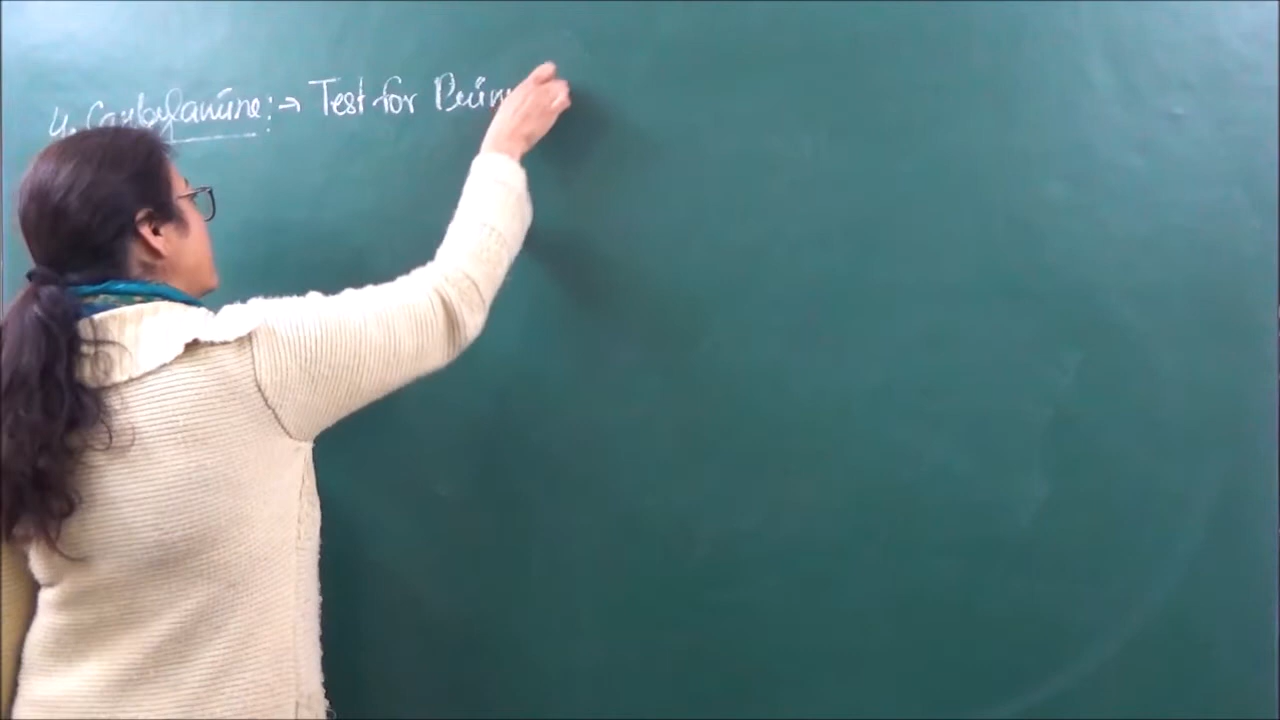 4. Carbylamine :→ Test for Prim